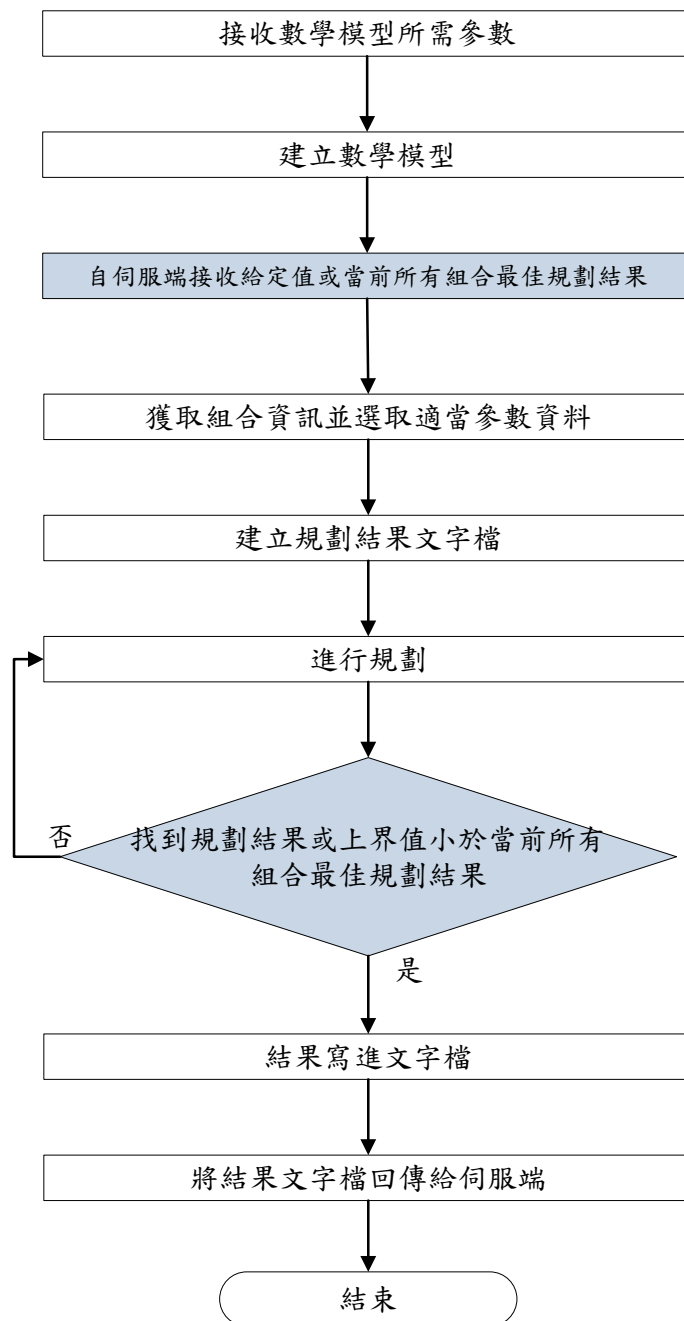 接收數學模型所需參數
建立數學模型
自伺服端接收給定值或當前所有組合最佳規劃結果
獲取組合資訊並選取適當參數資料
建立規劃結果文字檔
進行規劃
否
找到規劃結果或上界值小於當前所有
組合最佳規劃結果
是
結果寫進文字檔
將結果文字檔回傳給伺服端
結束